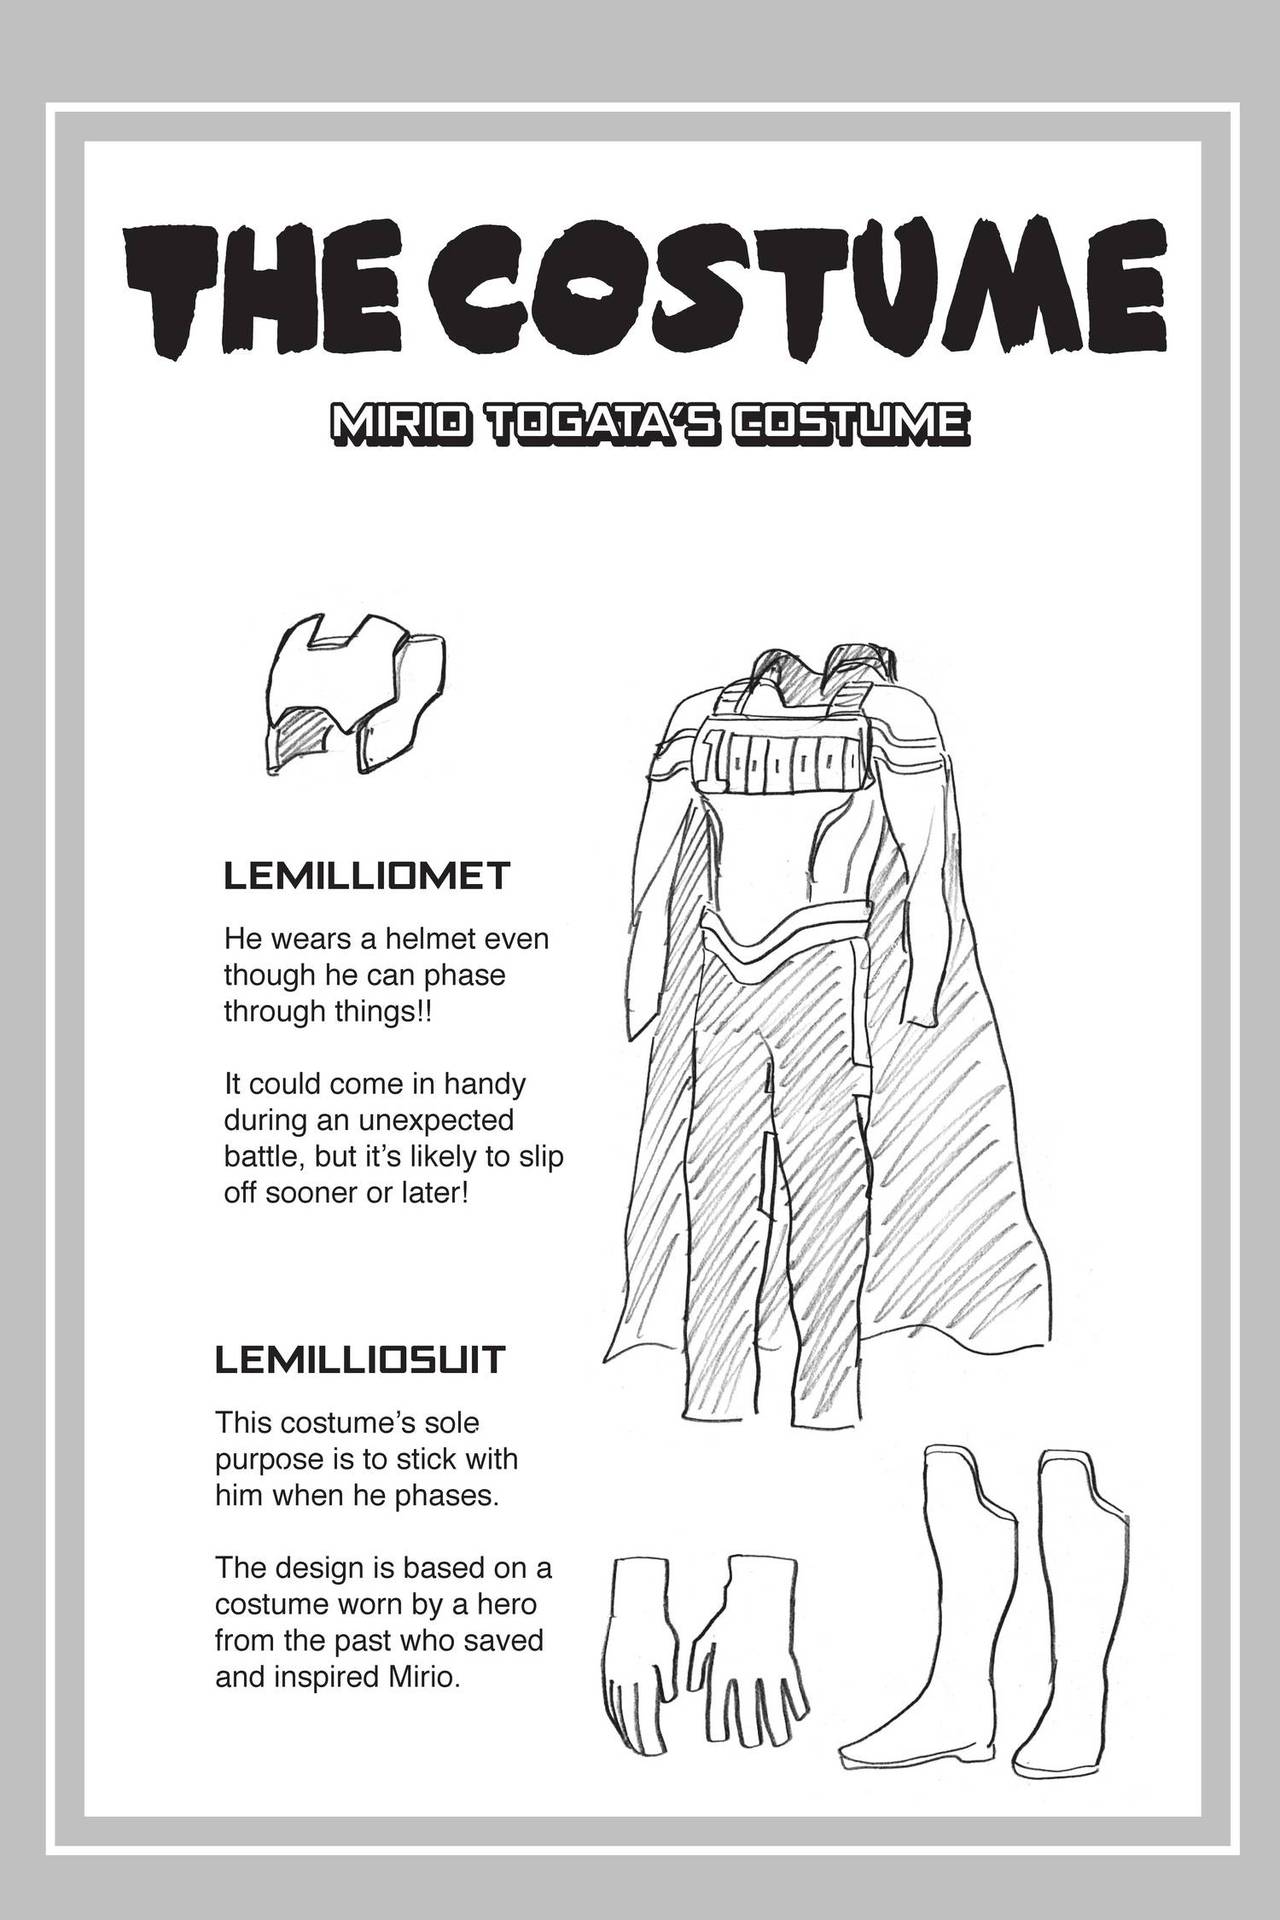 THE COSTUME
MIRIO TOGATA'S COSTUME
1
LEMILLIOMET
He wears a helmet even
though he can phase
through things!!
It could come in handy
during an unexpected
battle, but it's likely to slip
off sooner or later!
LEMILLIOSUIT
This costume's sole
purpose is to stick with
him when he phases.
The design is based on a
costume worn by a hero
from the past who saved
and inspired Mirio.